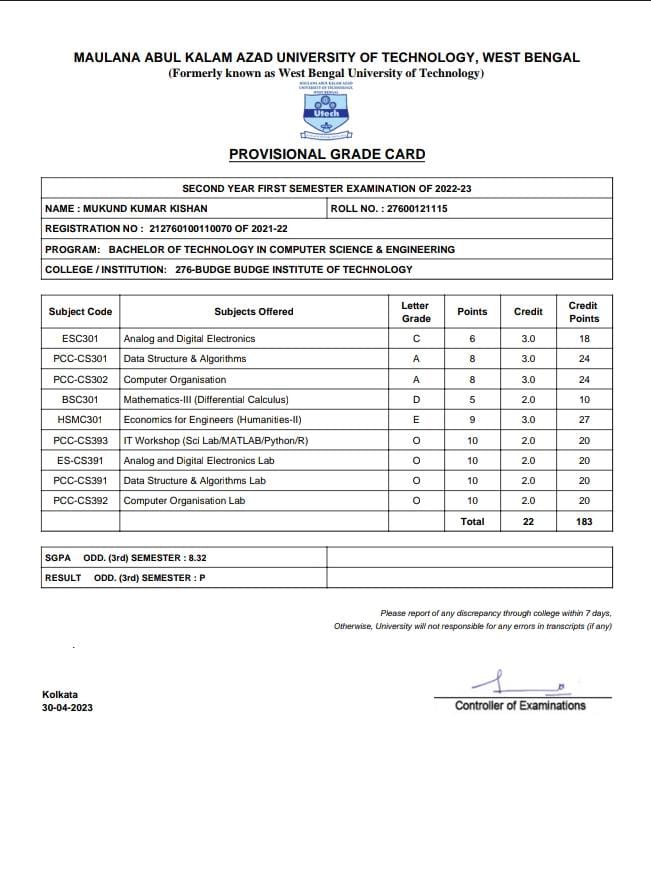 MAULANA ABUL KALAM AZAD UNIVERSITY OF TECHNOLOGY, WEST BENGAL
(Formerly known as West Bengal University of Technology)
MAULANA ABUL KALAM AZAD
UNIVERSITY OF TECHNOLOGY,
WEST BENGAL
Utech
PROVISIONAL GRADE CARD
SECOND YEAR FIRST SEMESTER EXAMINATION OF 2022-23
NAME : MUKUND KUMAR KISHAN ROLL NO. : 27600121115
REGISTRATION NO : 212760100110070 OF 2021-22
PROGRAM: BACHELOR OF TECHNOLOGY IN COMPUTER SCIENCE & ENGINEERING
COLLEGE / INSTITUTION: 276-BUDGE BUDGE INSTITUTE OF TECHNOLOGY
Subject Code Subjects Offered Letter Grade Points Credit Credit Points
ESC301 Analog and Digital Electronics C 6 3.0 18
PCC-CS301 Data Structure & Algorithms A 8 3.0 24
PCC-CS302 Computer Organisation A 8 3.0 24
BSC301 Mathematics-III (Differential Calculus) D 5 2.0 10
HSMC301 Economics for Engineers (Humanities-II) E 9 3.0 27
PCC-CS393 IT Workshop (Sci Lab/MATLAB/Python/R) O 10 2.0 20
ES-CS391 Analog and Digital Electronics Lab O 10 2.0 20
PCC-CS391 Data Structure & Algorithms Lab O 10 2.0 20
PCC-CS392 Computer Organisation Lab O 10 2.0 20
Total 22 183
SGPA ODD. (3rd) SEMESTER : 8.32
RESULT ODD. (3rd) SEMESTER : P
Please report of any discrepancy through college within 7 days,
Otherwise, University will not responsible for any errors in transcripts (if any)
Kolkata
30-04-2023
Controller of Examinations